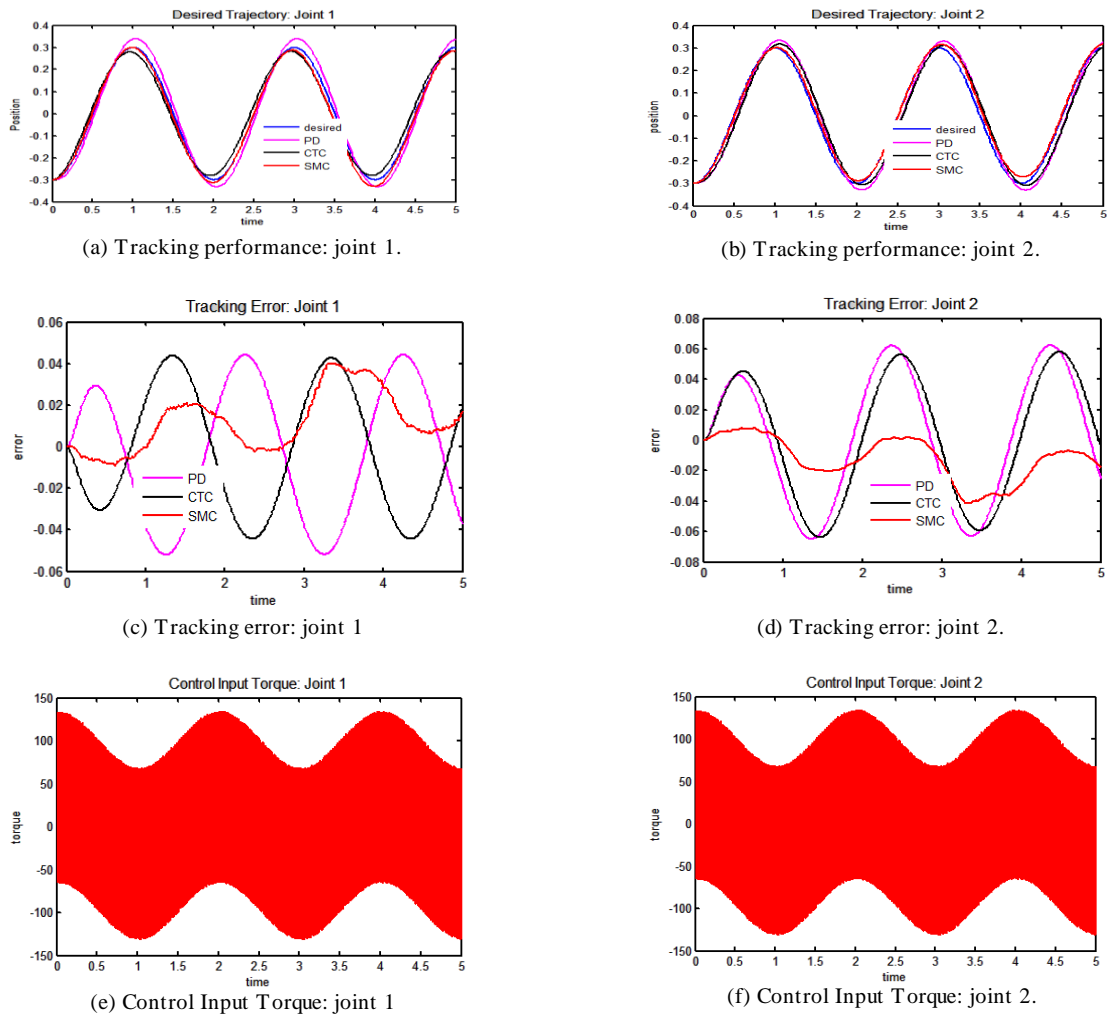 Desired Trajectory: Joint 1
0.4
0.3
0.2
0.1
0
-0.1
-0.2
-0.3
-0.4
Position
desired
PD
CTC
SMC
0 0.5 1 1.5 2 2.5 3 3.5 4 4.5 5
time
(a) Tracking performance: joint 1.
Desired Trajectory: Joint 2
0.4
0.3
0.2
0.1
0
-0.1
-0.2
-0.3
-0.4
position
desired
PD
CTC
SMC
0 0.5 1 1.5 2 2.5 3 3.5 4 4.5 5
time
(b) Tracking performance: joint 2.
Tracking Error: Joint 1
0.06
0.04
0.02
0
-0.02
-0.04
-0.06
error
PD
CTC
SMC
0 1 2 3 4 5
time
(c) Tracking error: joint 1
Tracking Error: Joint 2
0.08
0.06
0.04
0.02
0
-0.02
-0.04
-0.06
-0.08
error
PD
CTC
SMC
0 1 2 3 4 5
time
(d) Tracking error: joint 2.
Control Input Torque: Joint 1
150
100
50
0
-50
-100
-150
torque
0 0.5 1 1.5 2 2.5 3 3.5 4 4.5 5
time
(e) Control Input Torque: joint 1
Control Input Torque: Joint 2
150
100
50
0
-50
-100
-150
torque
0 0.5 1 1.5 2 2.5 3 3.5 4 4.5 5
time
(f) Control Input Torque: joint 2.